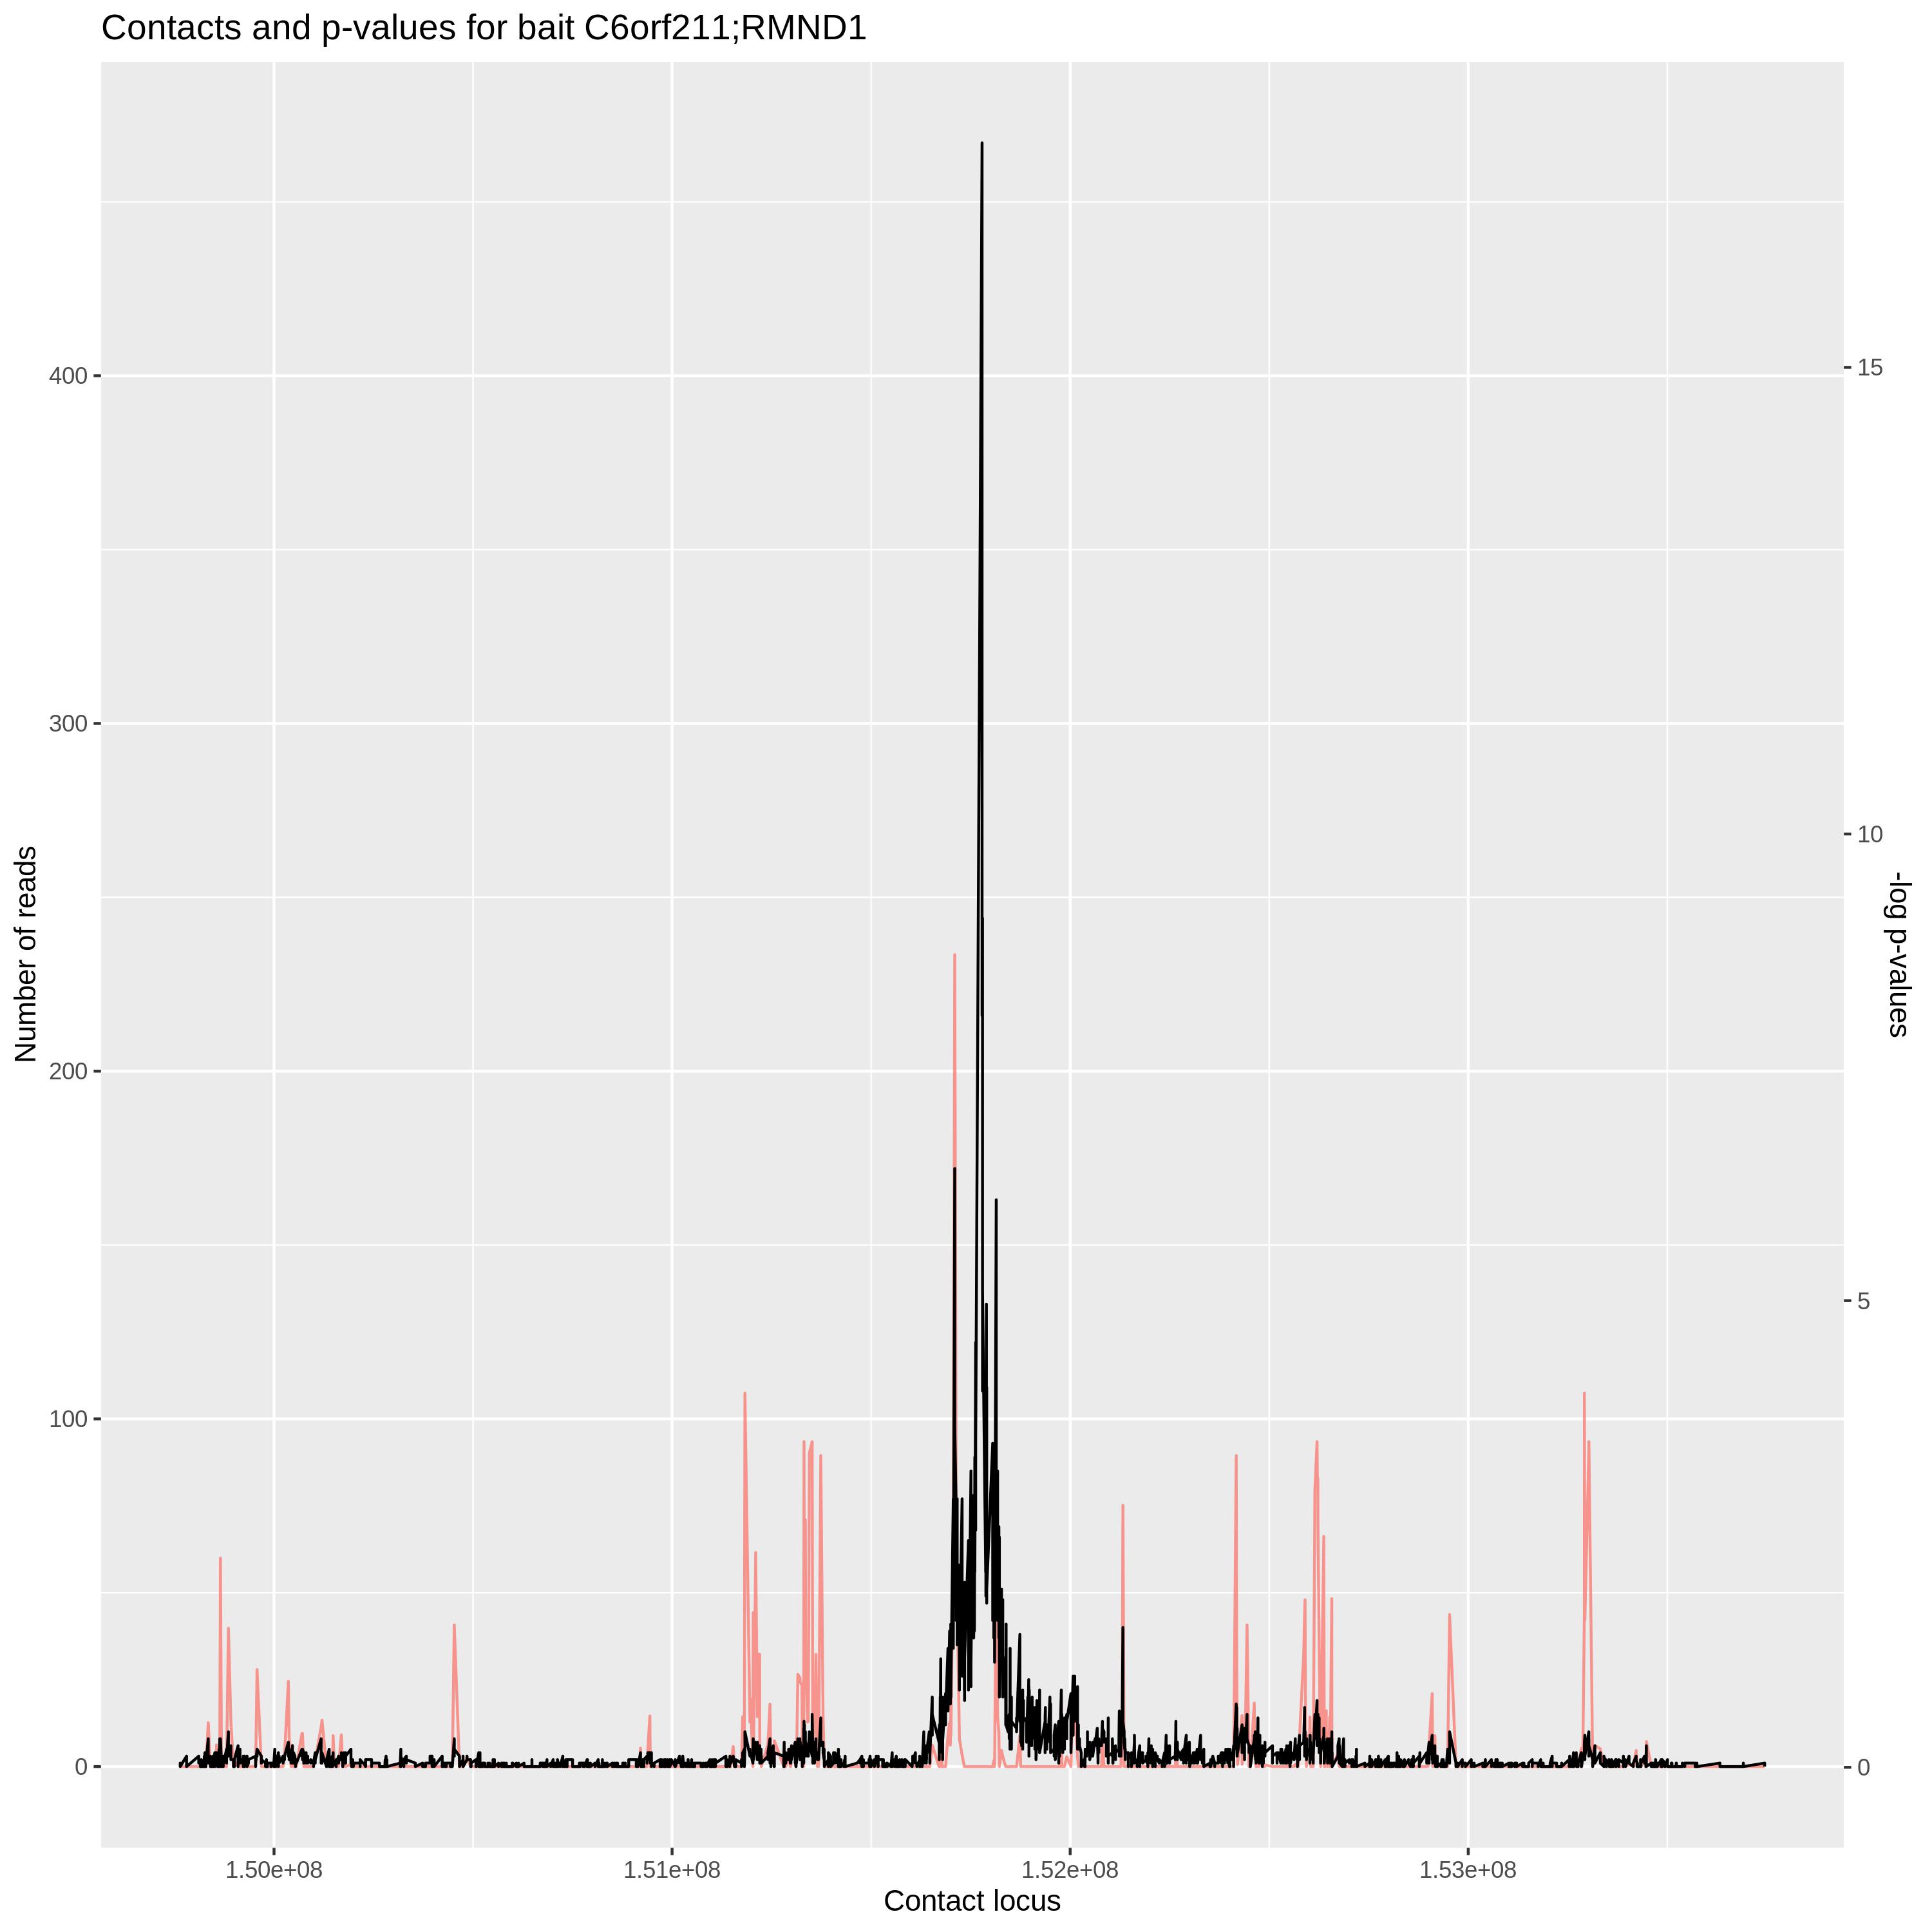 Contacts and p-values for bait C6orf211;RMND1
400
300
200
100
0
Number of reads
15
10
5
0
-log p-values
1.50e+08
1.51e+08
1.52e+08
1.53e+08
Contact locus